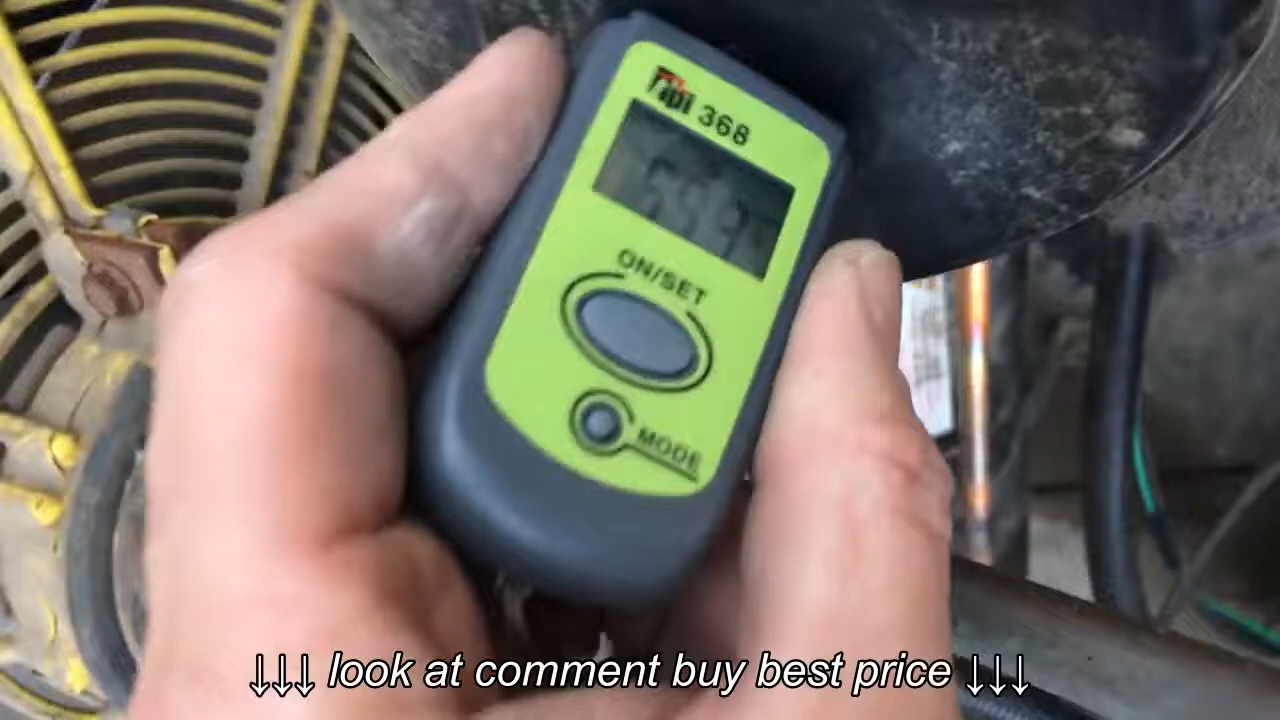 tpi 368
ON/SET
MODE
↓↓↓ look at comment buy best price ↓↓↓